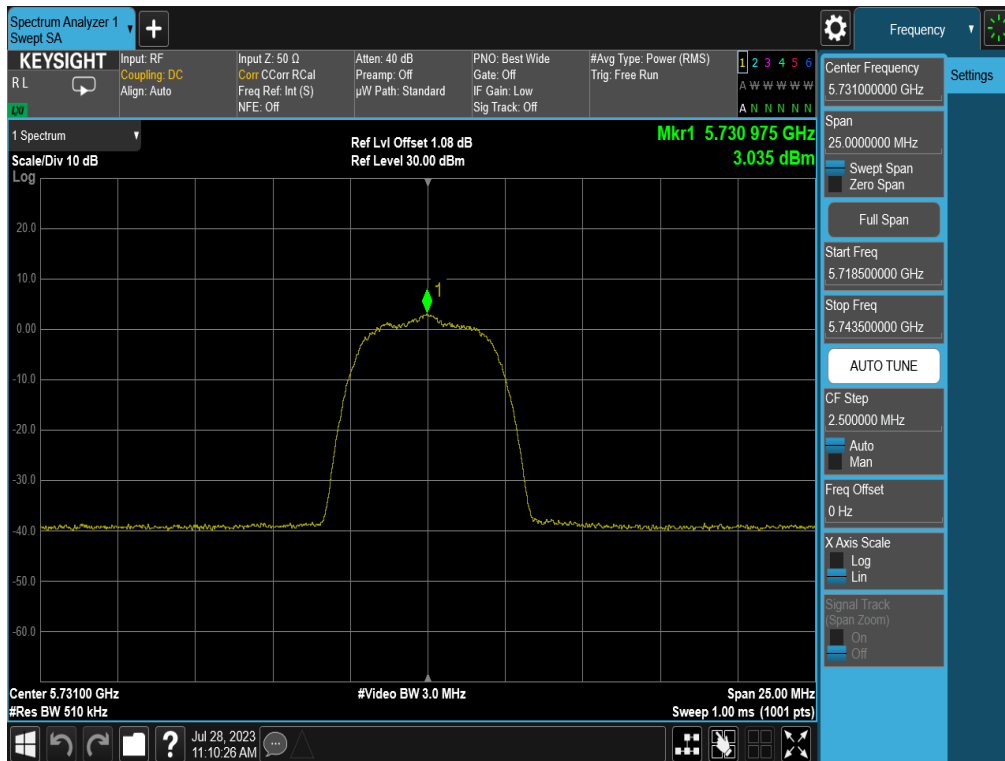 Spectrum Analyzer 1
Swept SA
Frequency
KEYSIGHT
R L
LXI
Input: RF
Coupling: DC
Align: Auto
Input Z: 50 Ω
Corr CCorr RCal
Freq Ref: Int (S)
NFE: Off
Atten: 40 dB
Preamp: Off
µW Path: Standard
PNO: Best Wide
Gate: Off
IF Gain: Low
Sig Track: Off
#Avg Type: Power (RMS)
Trig: Free Run
1 2 3 4 5 6
A W W W W W
A N N N N N
1 Spectrum
Scale/Div 10 dB
Log
Ref Lvl Offset 1.08 dB
Ref Level 30.00 dBm
Mkr1 5.730 975 GHz
3.035 dBm
20.0
10.0
1
0.00
-10.0
-20.0
-30.0
-40.0
-50.0
-60.0
Center 5.73100 GHz
#Res BW 510 kHz
#Video BW 3.0 MHz
Span 25.00 MHz
Sweep 1.00 ms (1001 pts)
Center Frequency
5.731000000 GHz
Settings
Span
25.0000000 MHz
Swept Span
Zero Span
Full Span
Start Freq
5.718500000 GHz
Stop Freq
5.743500000 GHz
AUTO TUNE
CF Step
2.500000 MHz
Auto
Man
Freq Offset
0 Hz
X Axis Scale
Log
Lin
Signal Track
(Span Zoom)
On
Off
?
Jul 28, 2023
11:10:26 AM